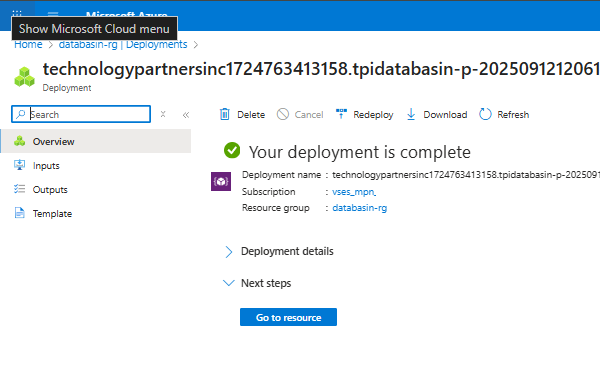 Microsoft Azure
Show Microsoft Cloud menu
Home > databasin-rg | Deployments >
technologypartnersinc1724763413158.tpidatabasin-p-2025091212061
Deployment
Search
Delete Cancel Redeploy Download Refresh
Overview
Inputs
Outputs
Template
Your deployment is complete
Deployment name : technologypartnersinc1724763413158.tpidatabasin-p-202509121
Subscription : vses_mpn_
Resource group : databasin-rg
Deployment details
Next steps
Go to resource